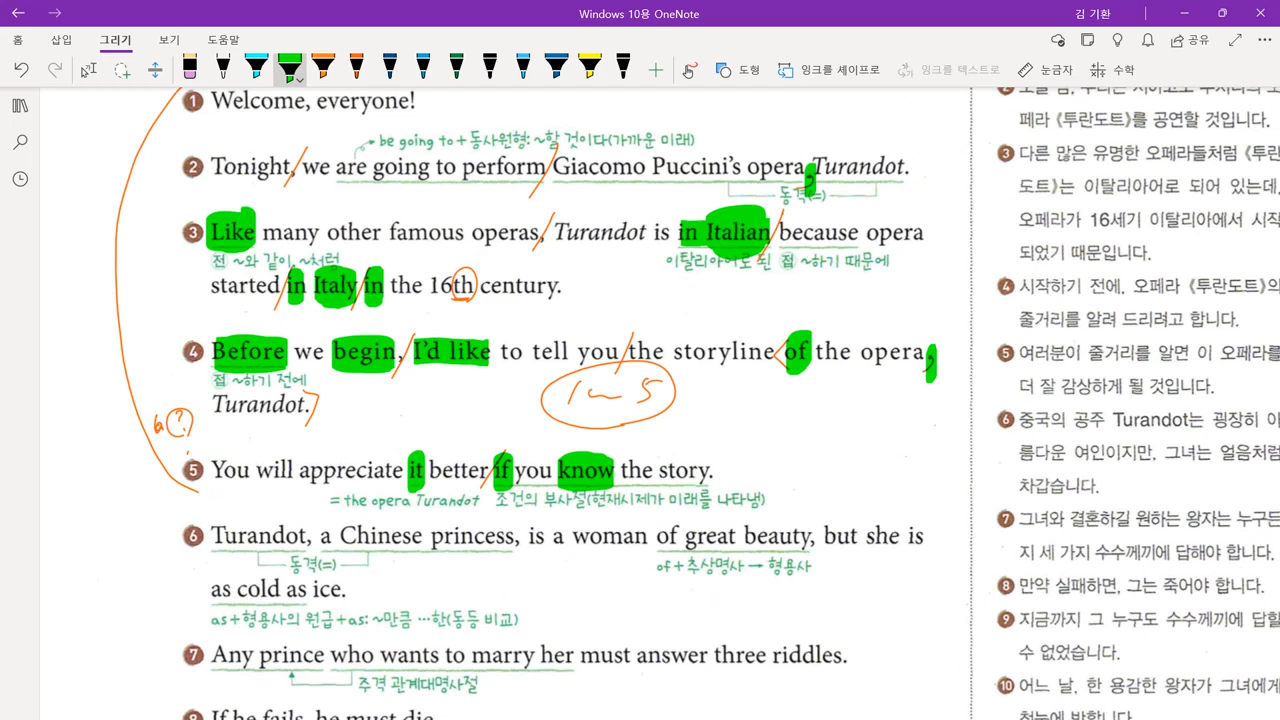 Windows 10용 OneNote
김 기환
홈 삽입 그리기 보기 도움말
공유
도형 잉크를 셰이프로 잉크를 텍스트로 눈금자 수학
1 Welcome, everyone!
be going to + 동사원형: ~할 것이다(가까운 미래)
2 Tonight, we are going to perform Giacomo Puccini's opera, Turandot.
동격(=)
3 Like many other famous operas, Turandot is in Italian because opera
전 ~와 같이, ~처럼 이탈리아어로 된 접 ~하기 때문에
started in Italy in the 16th century.
4 Before we begin, I'd like to tell you the storyline of the opera,
접 ~하기 전에
1~5
Turandot.
(?)
5 You will appreciate it better if you know the story.
= the opera Turandot 조건의 부사절(현재시제가 미래를 나타냄)
6 Turandot, a Chinese princess, is a woman of great beauty, but she is
동격(=) of + 추상명사 → 형용사
as cold as ice.
as + 형용사의 원급 + as: ~만큼 …한(동등 비교)
7 Any prince who wants to marry her must answer three riddles.
주격 관계대명사절
8 If he fails, he must die.
페라 《투란도트》를 공연할 것입니다.
3 다른 많은 유명한 오페라들처럼 《투란
도트》는 이탈리아어로 되어 있는데,
오페라가 16세기 이탈리아에서 시작
되었기 때문입니다.
4 시작하기 전에, 오페라 《투란도트》의
줄거리를 알려 드리려고 합니다.
5 여러분이 줄거리를 알면 이 오페라를
더 잘 감상하게 될 것입니다.
6 중국의 공주 Turandot는 굉장히 아
름다운 여인이지만, 그녀는 얼음처럼
차갑습니다.
7 그녀와 결혼하길 원하는 왕자는 누구든
지 세 가지 수수께끼에 답해야 합니다.
8 만약 실패하면, 그는 죽어야 합니다.
9 지금까지 그 누구도 수수께끼에 답할
수 없었습니다.
10 어느 날, 한 용감한 왕자가 그녀에게